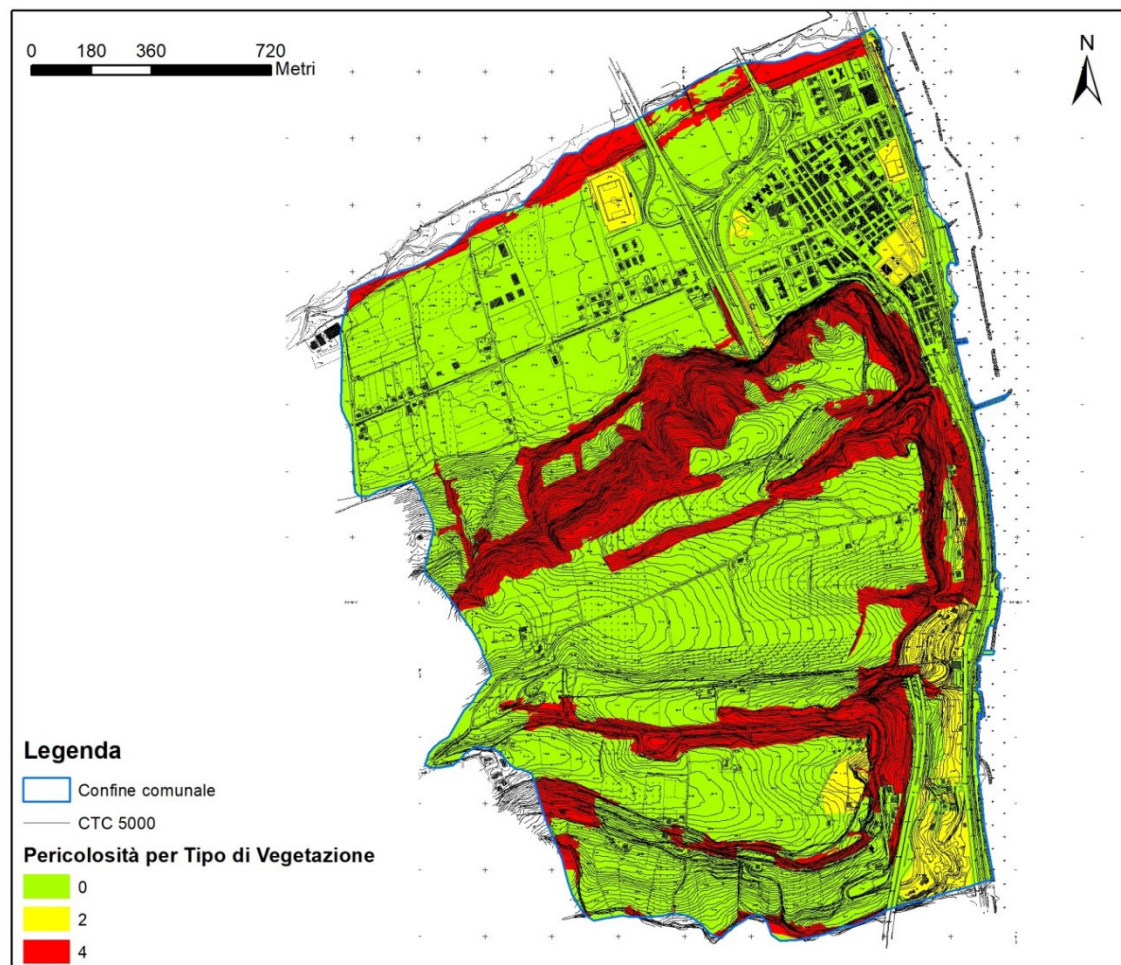 0 180 360 720
Metri
N
Legenda
Confine comunale
CTC 5000
Pericolosità per Tipo di Vegetazione
0
2
4